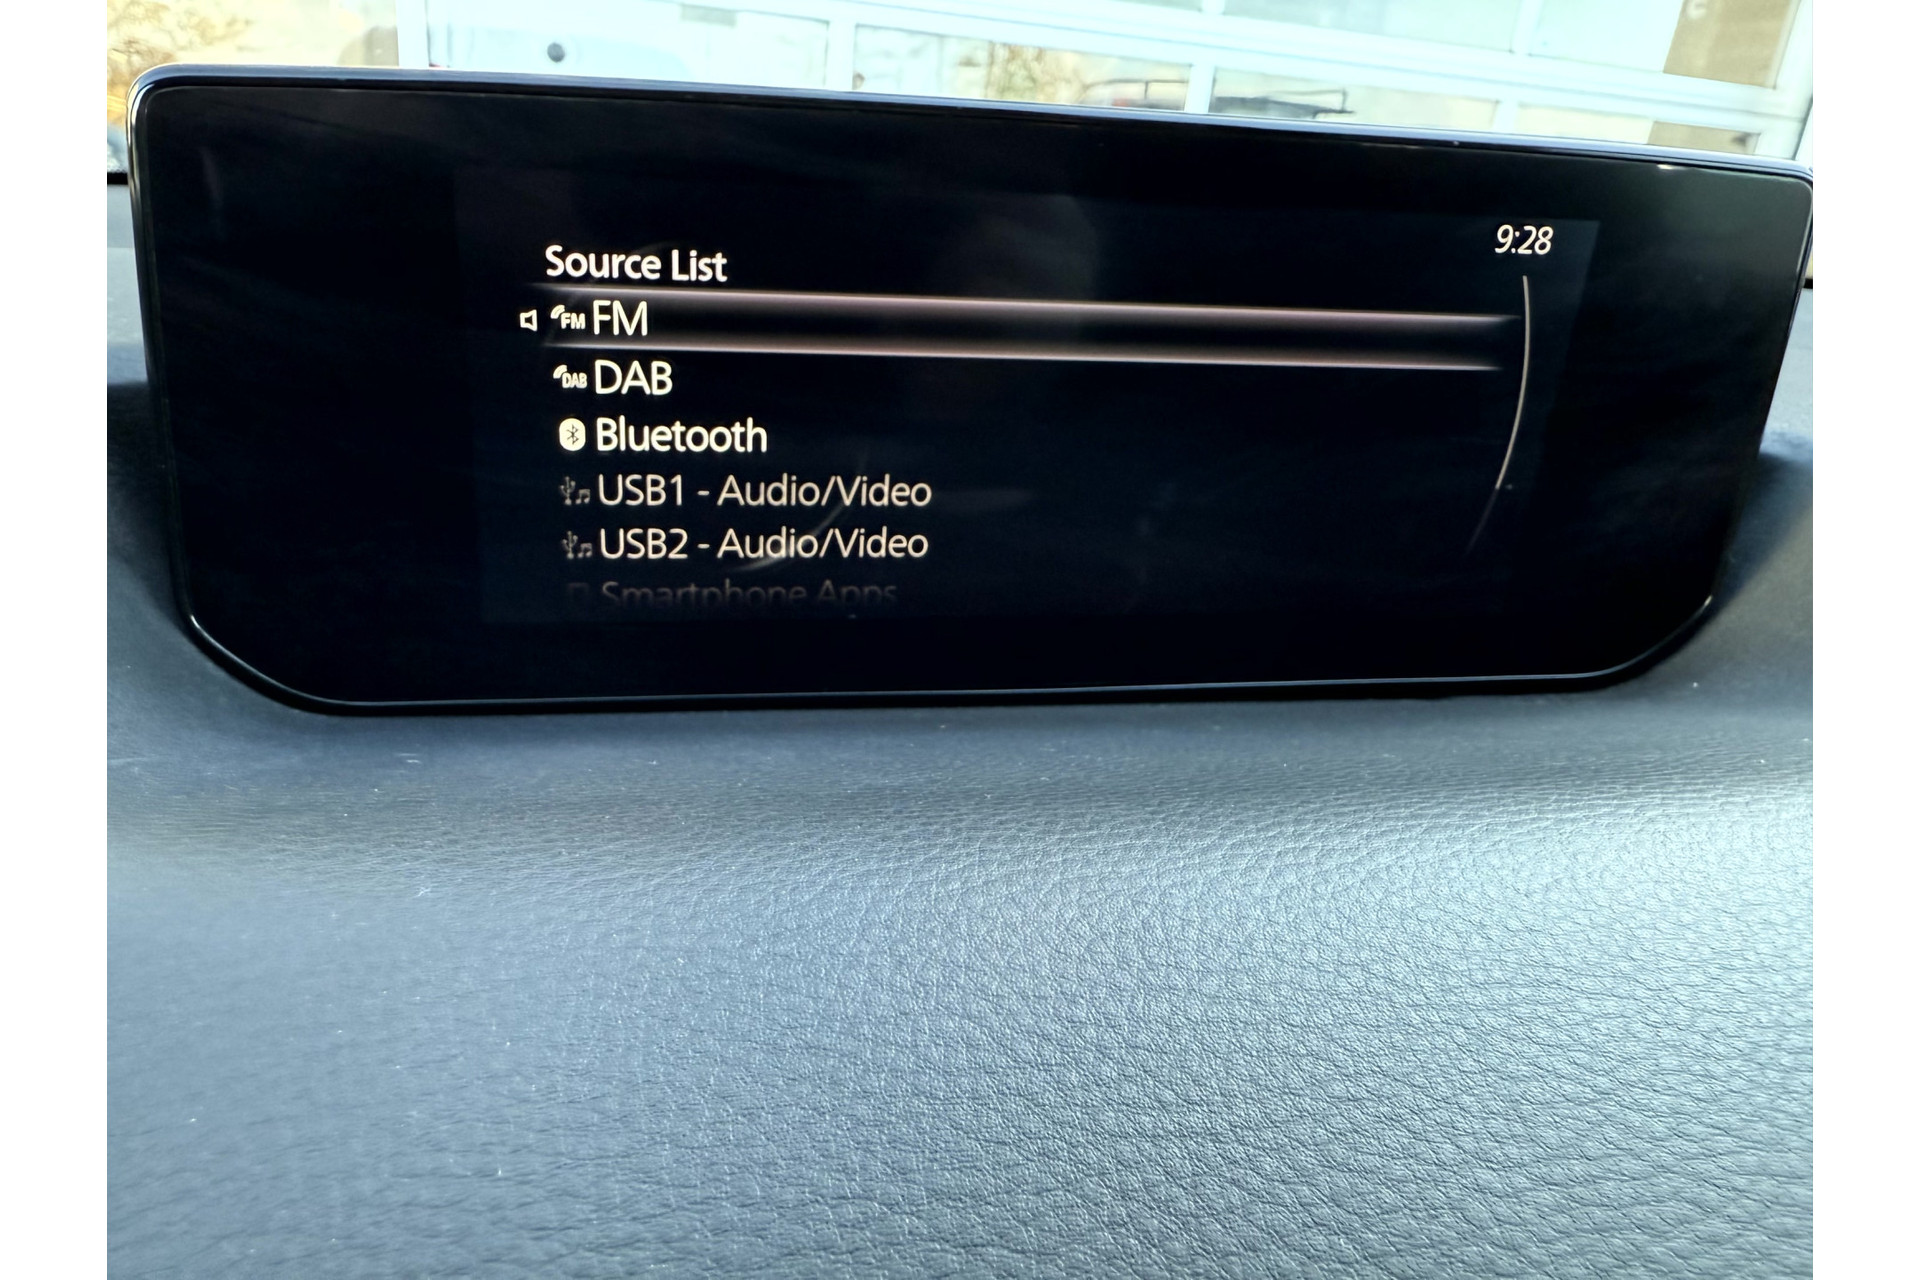 9:28
Source List
FM FM
DAB DAB
Bluetooth
USB1 - Audio/Video
USB2 - Audio/Video
Smartphone Apps